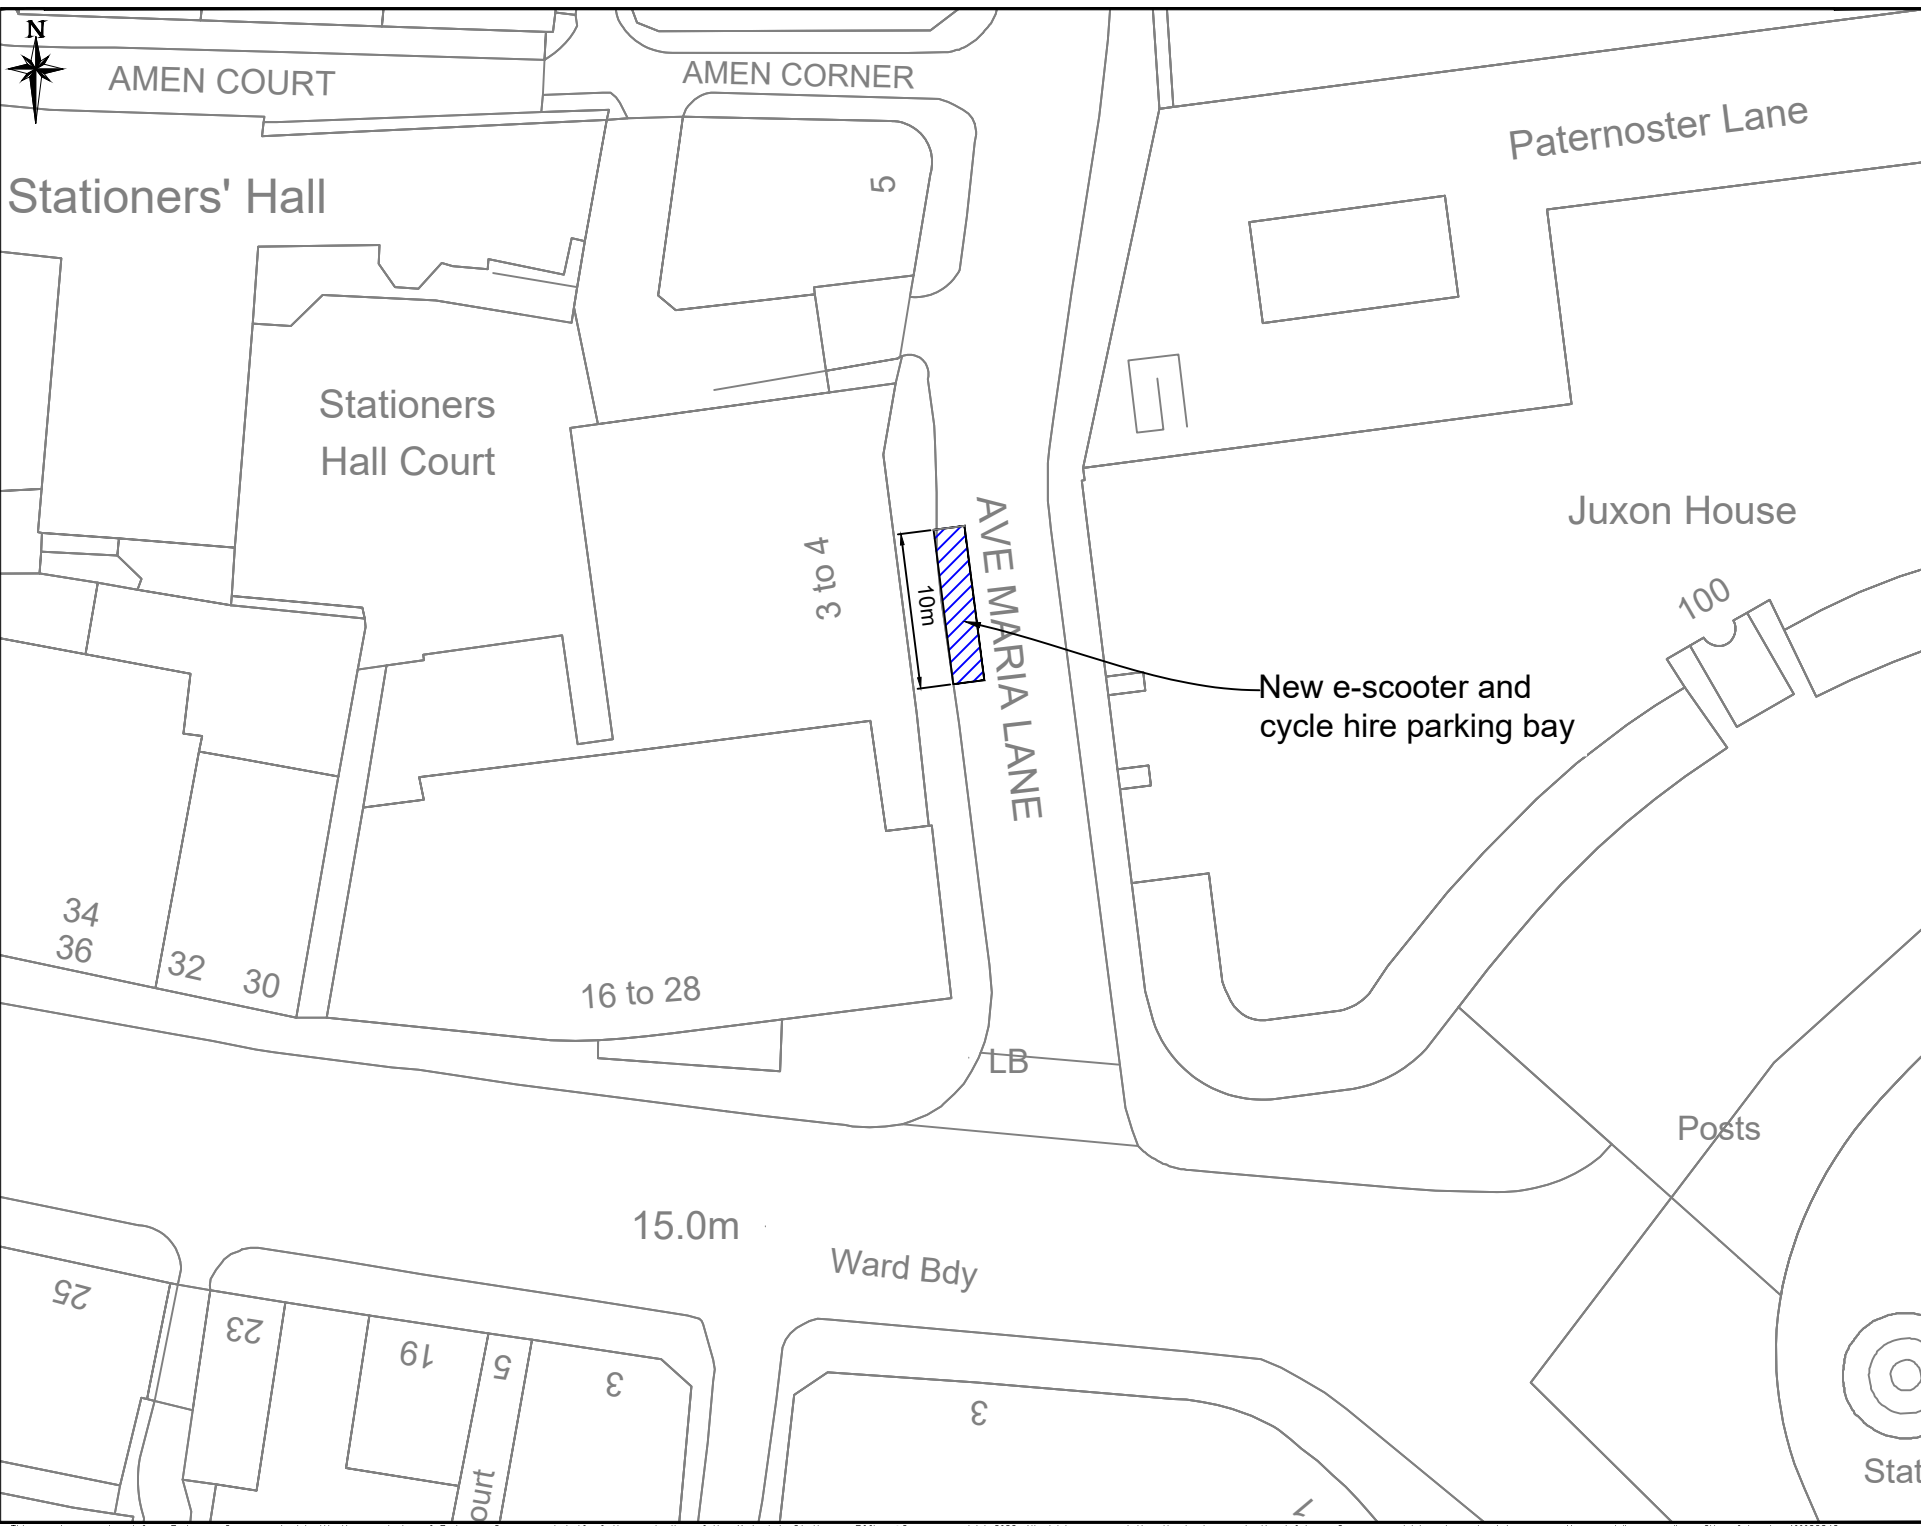 N
AMEN COURT
AMEN CORNER
Paternoster Lane
Stationers' Hall
5
Stationers
Hall Court
AVE MARIA LANE
Juxon House
3 to 4
10m
100
New e-scooter and
cycle hire parking bay
34
36
32
30
16 to 28
LB
Posts
15.0m
Ward Bdy
25
23
19
5
3
3
1
ourt
Stat